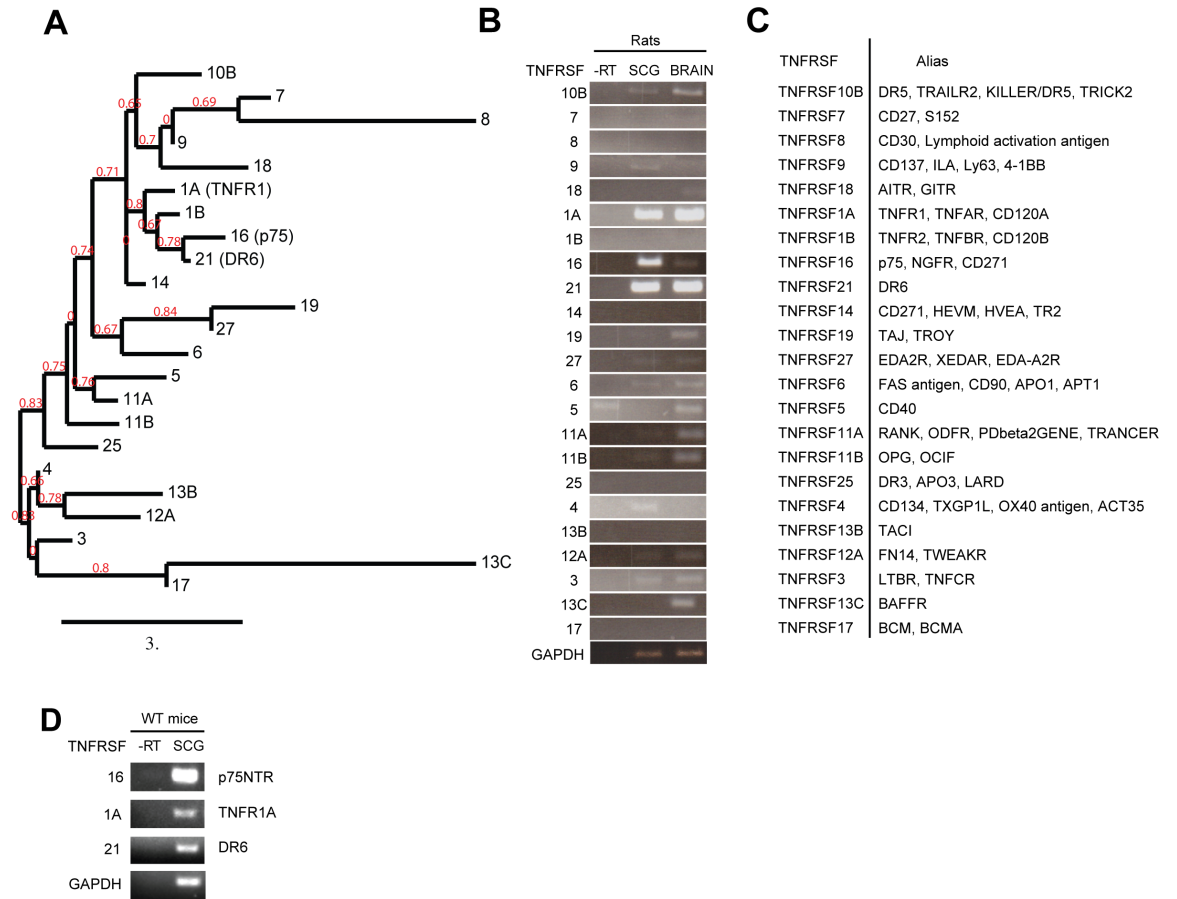 A
10B
0.65
0.69
7
0
8
0.7
9
18
0.71
1A (TNFR1)
0.8
1B
0.67
16 (p75)
0.78
0
21 (DR6)
0.74
14
19
0.84
0
0.67
27
6
0.75
5
0.76
11A
0.83
11B
25
4
0.65
13B
0.78
0.83
12A
3
0
0.8
13C
17
3.
B
Rats
TNFRSF -RT SCG BRAIN
10B
7
8
9
18
1A
1B
16
21
14
19
27
6
5
11A
11B
25
4
13B
12A
3
13C
17
GAPDH
C
TNFRSF Alias
TNFRSF10B DR5, TRAILR2, KILLER/DR5, TRICK2
TNFRSF7 CD27, S152
TNFRSF8 CD30, Lymphoid activation antigen
TNFRSF9 CD137, ILA, Ly63, 4-1BB
TNFRSF18 AITR, GITR
TNFRSF1A TNFR1, TNFAR, CD120A
TNFRSF1B TNFR2, TNFBR, CD120B
TNFRSF16 p75, NGFR, CD271
TNFRSF21 DR6
TNFRSF14 CD271, HEVM, HVEA, TR2
TNFRSF19 TAJ, TROY
TNFRSF27 EDA2R, XEDAR, EDA-A2R
TNFRSF6 FAS antigen, CD90, APO1, APT1
TNFRSF5 CD40
TNFRSF11A RANK, ODFR, PDbeta2GENE, TRANCER
TNFRSF11B OPG, OCIF
TNFRSF25 DR3, APO3, LARD
TNFRSF4 CD134, TXGP1L, OX40 antigen, ACT35
TNFRSF13B TACI
TNFRSF12A FN14, TWEAKR
TNFRSF3 LTBR, TNFCR
TNFRSF13C BAFFR
TNFRSF17 BCM, BCMA
D
WT mice
TNFRSF -RT SCG
16 p75NTR
1A TNFR1A
21 DR6
GAPDH